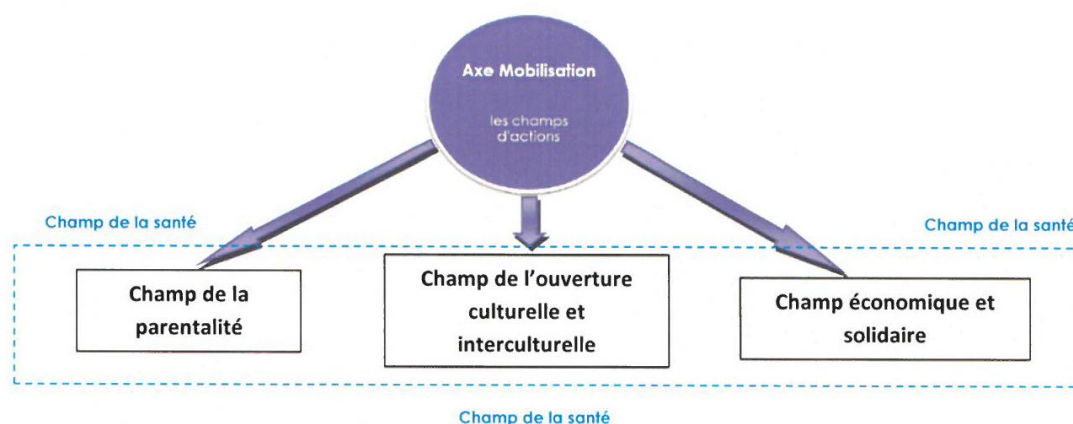 Axe Mobilisation
les champs
d'actions
Champ de la santé
Champ de la santé
Champ de la
parentalité
Champ de l'ouverture
culturelle et
interculturelle
Champ économique et
solidaire
Champ de la santé